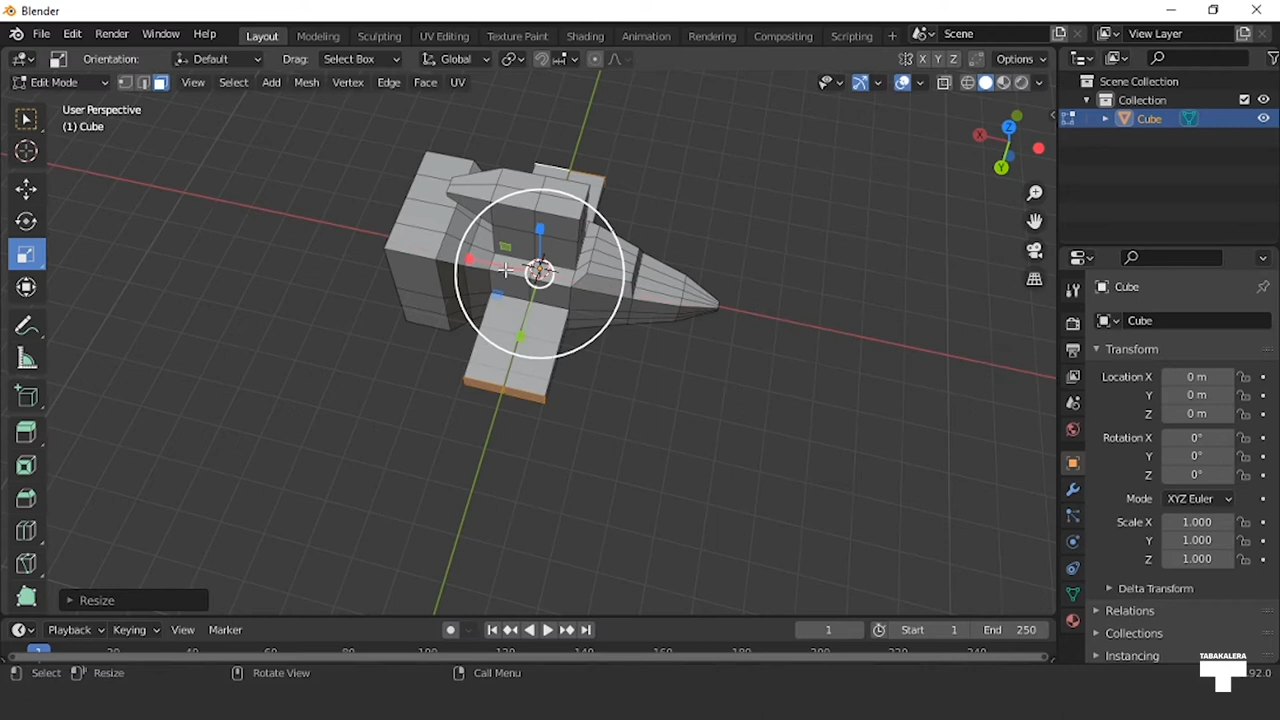 Blender
File Edit Render Window Help Layout Modeling Sculpting UV Editing Texture Paint Shading Animation Rendering Compositing Scripting + Scene View Layer
Orientation: Default Drag: Select Box Global X Y Z Options
Edit Mode View Select Add Mesh Vertex Edge Face UV
Scene Collection
Collection
Cube
User Perspective
(1) Cube
X
Z
Y
Cube
Cube
Transform
Location X 0 m
Y 0 m
Z 0 m
Rotation X 0°
Y 0°
Z 0°
Mode XYZ Euler
Scale X 1.000
Y 1.000
Z 1.000
Delta Transform
Relations
Collections
Instancing
Resize
Playback Keying View Marker 1 Start 1 End 250
Select Resize Rotate View Call Menu
TABAKALERA
92.0